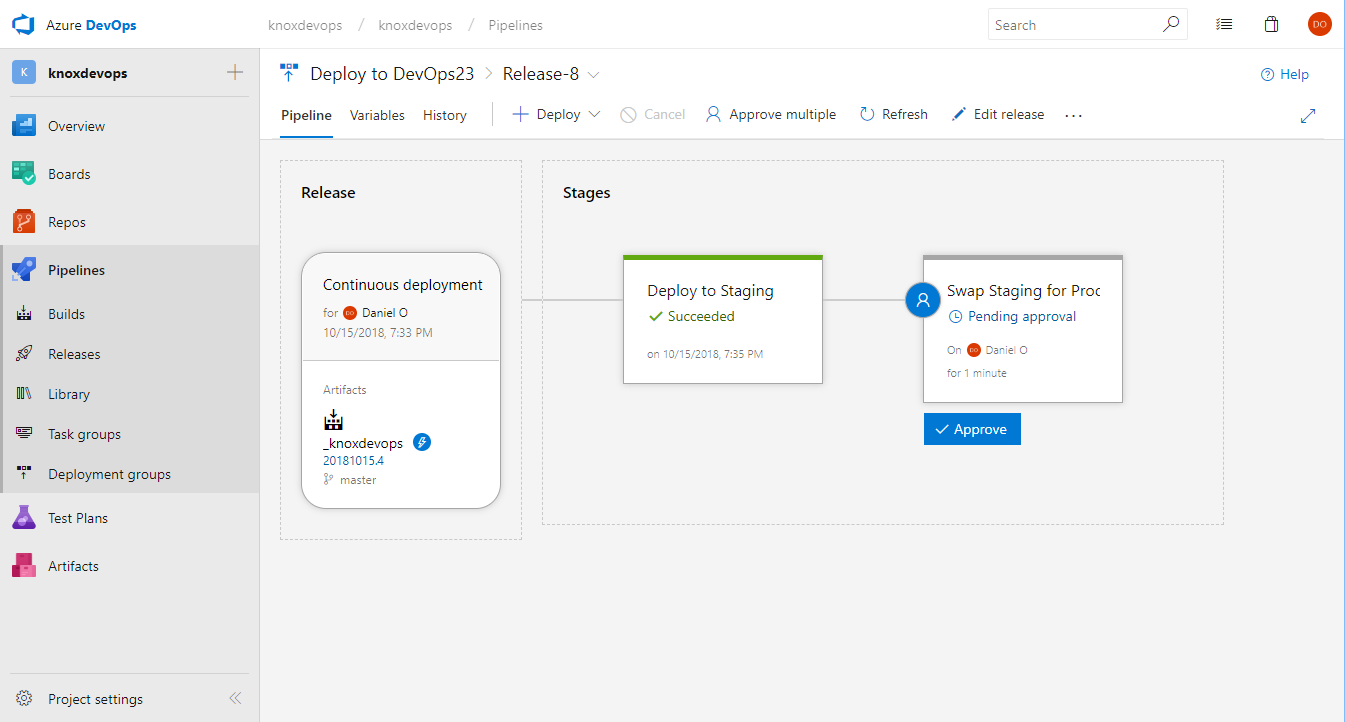 Azure DevOps
knoxdevops / knoxdevops / Pipelines
Search
DO
K knoxdevops
Overview
Boards
Repos
Pipelines
Builds
Releases
Library
Task groups
Deployment groups
Test Plans
Artifacts
Project settings
Deploy to DevOps23 > Release-8
Help
Pipeline Variables History
Deploy Cancel Approve multiple Refresh Edit release ...
Release
Continuous deployment
for DO Daniel O
10/15/2018, 7:33 PM
Artifacts
_knoxdevops
20181015.4
master
Stages
Deploy to Staging
Succeeded
on 10/15/2018, 7:35 PM
Swap Staging for Proc
Pending approval
On DO Daniel O
for 1 minute
Approve